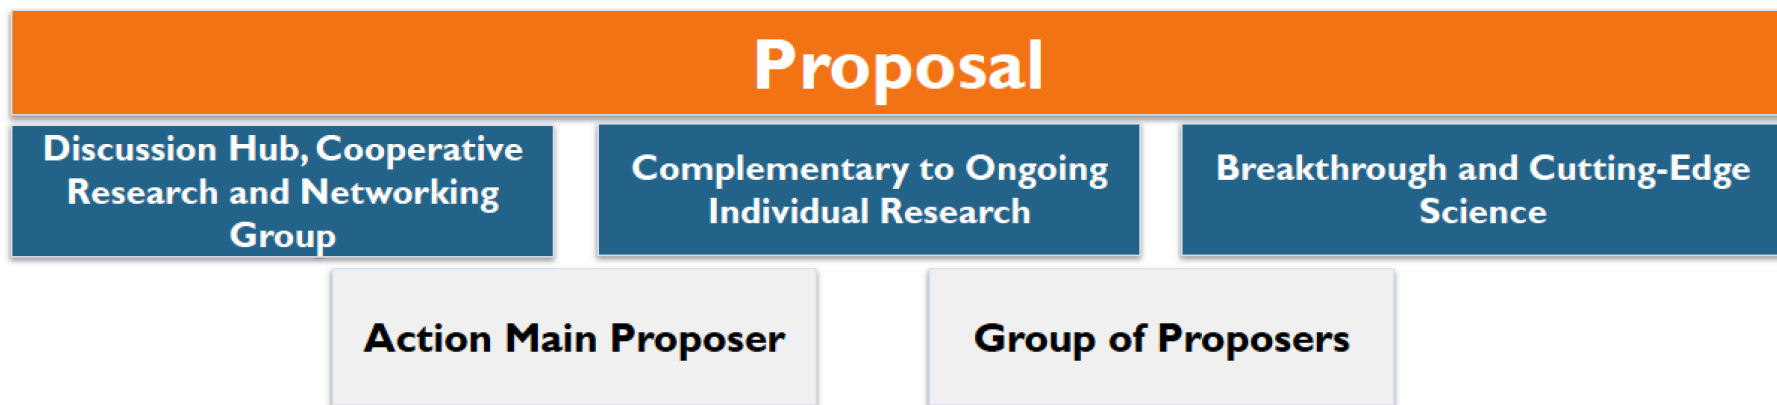 Proposal
Discussion Hub, Cooperative
Research and Networking
Group
Complementary to Ongoing
Individual Research
Breakthrough and Cutting-Edge
Science
Action Main Proposer
Group of Proposers